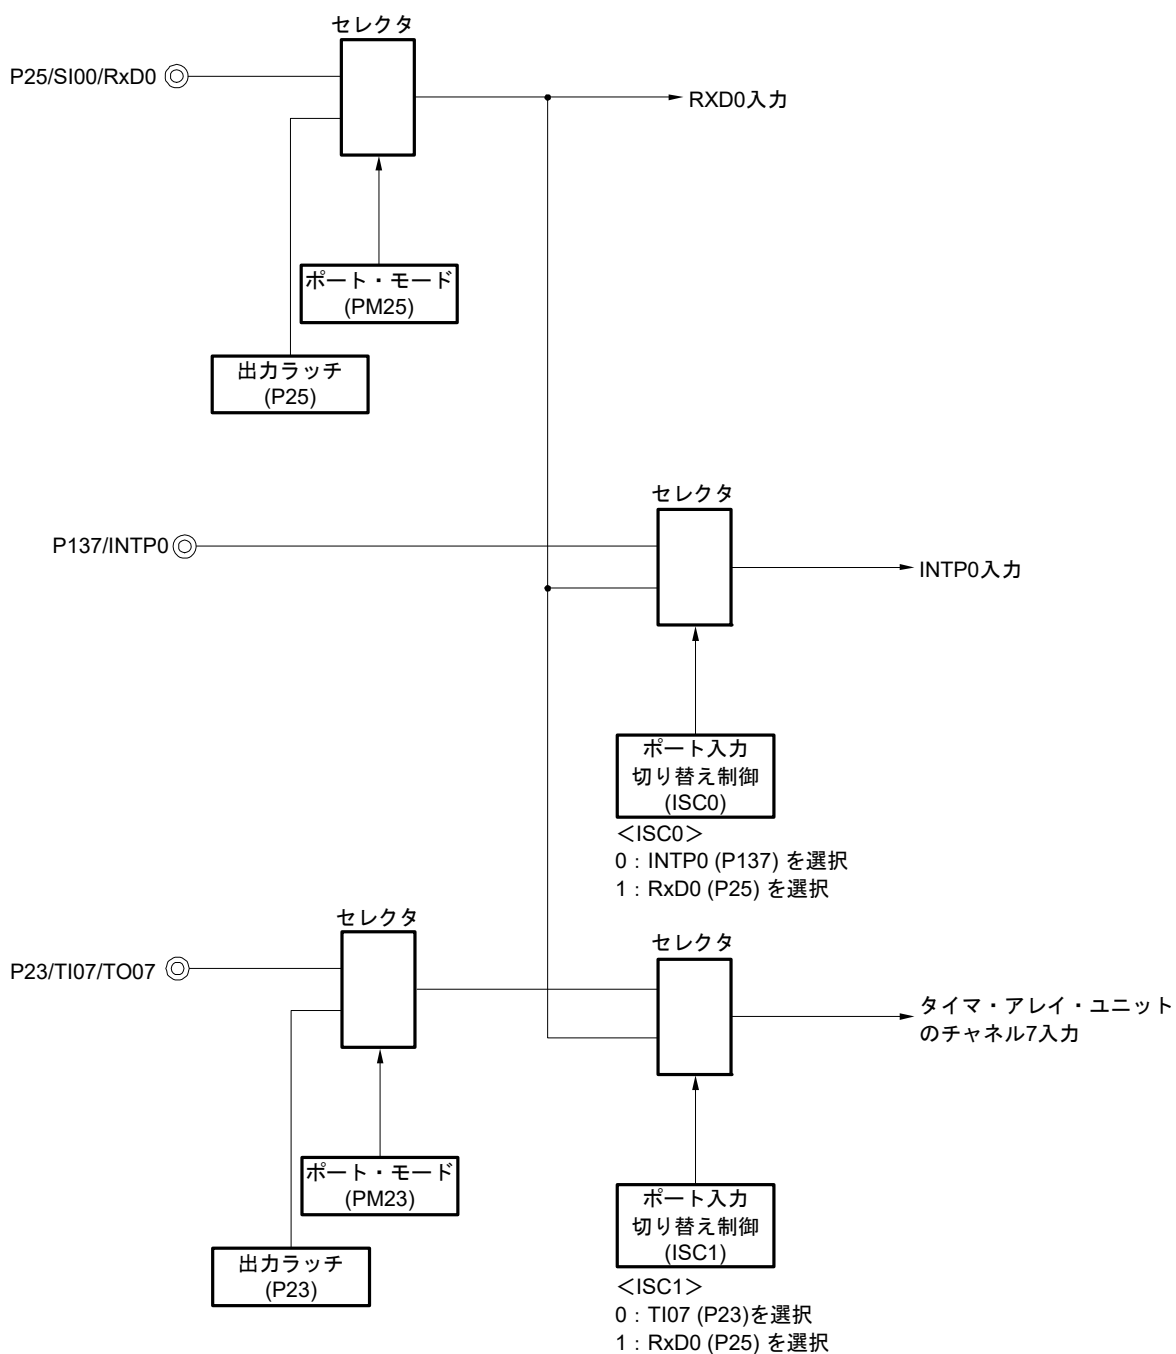 セレクタ
P25/SI00/RxD0
RXD0入力
ポート・モード
(PM25)
出力ラッチ
(P25)
セレクタ
P137/INTP0
INTP0入力
ポート入力
切り替え制御
(ISC0)
<ISC0>
0：INTP0 (P137) を選択
1：RxD0 (P25) を選択
セレクタ
P23/TI07/TO07
セレクタ
タイマ・アレイ・ユニット
のチャネル7入力
ポート・モード
(PM23)
出力ラッチ
(P23)
ポート入力
切り替え制御
(ISC1)
<ISC1>
0：TI07 (P23)を選択
1：RxD0 (P25) を選択